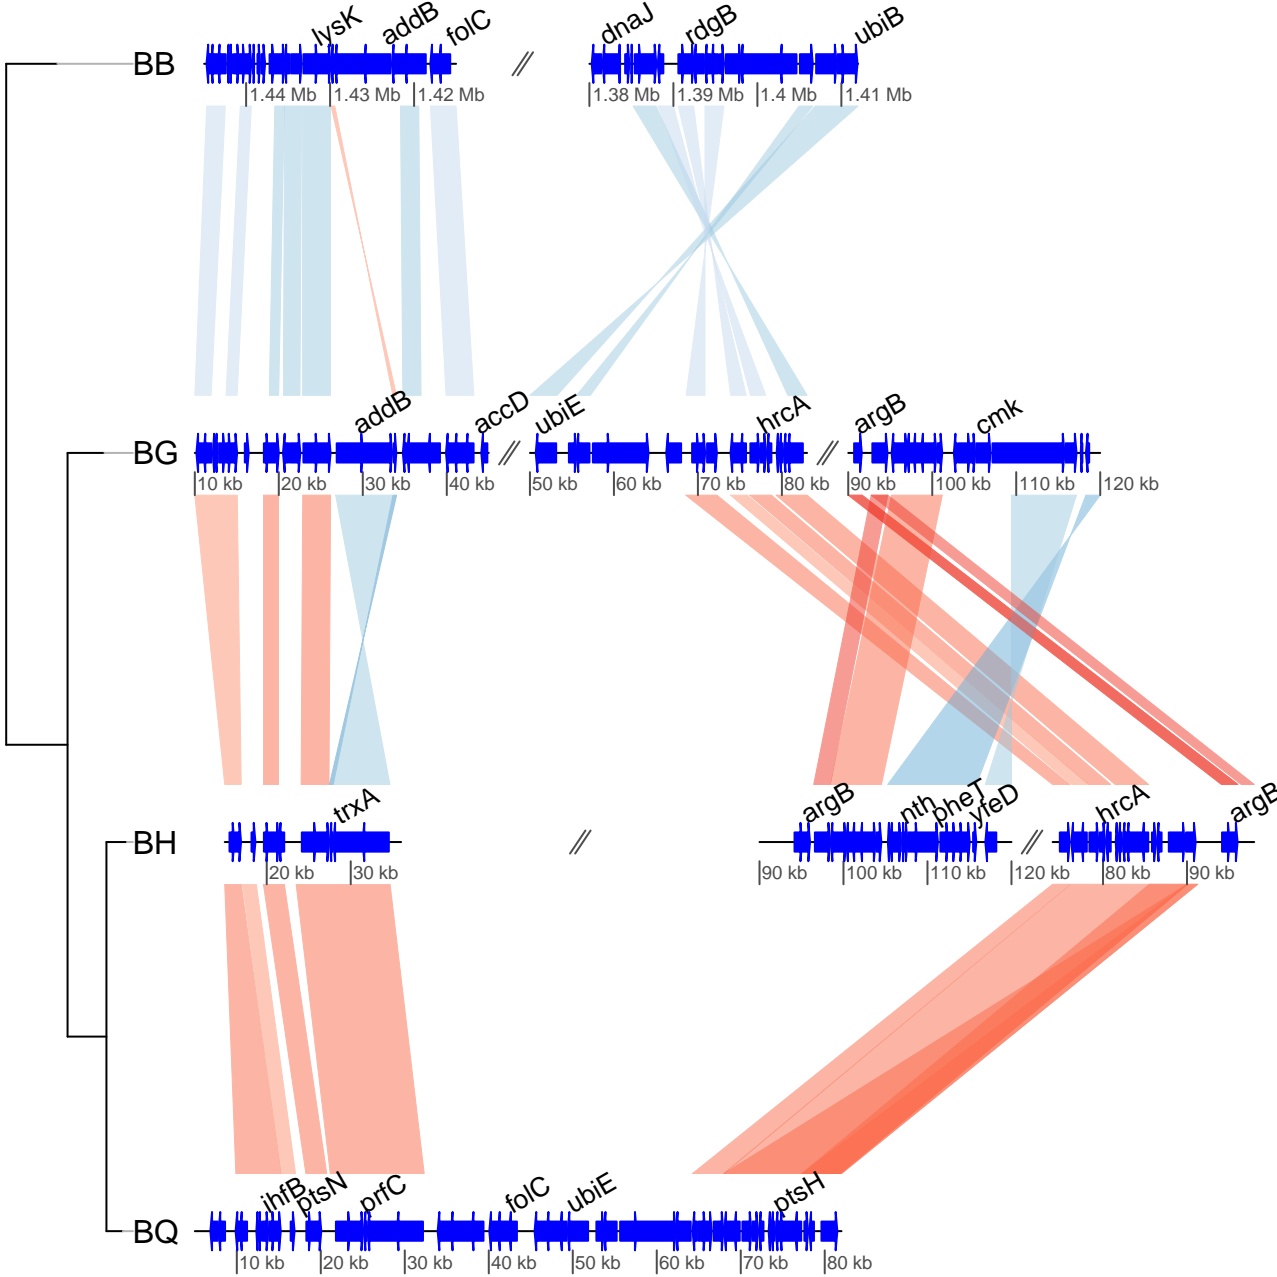 lysK addB folC dnaJ rdgB ubiB
BB
1.44 Mb 1.43 Mb 1.42 Mb 1.38 Mb 1.39 Mb 1.4 Mb 1.41 Mb
addB accD ubiE hrcA argB cmk
BG
10 kb 20 kb 30 kb 40 kb 50 kb 60 kb 70 kb 80 kb 90 kb 100 kb 110 kb 120 kb
trxA argB nth pheT yfeD hrcA argB
BH
20 kb 30 kb 90 kb 100 kb 110 kb 120 kb 80 kb 90 kb
ihfB ptsN prfC folC ubiE ptsH
BQ
10 kb 20 kb 30 kb 40 kb 50 kb 60 kb 70 kb 80 kb